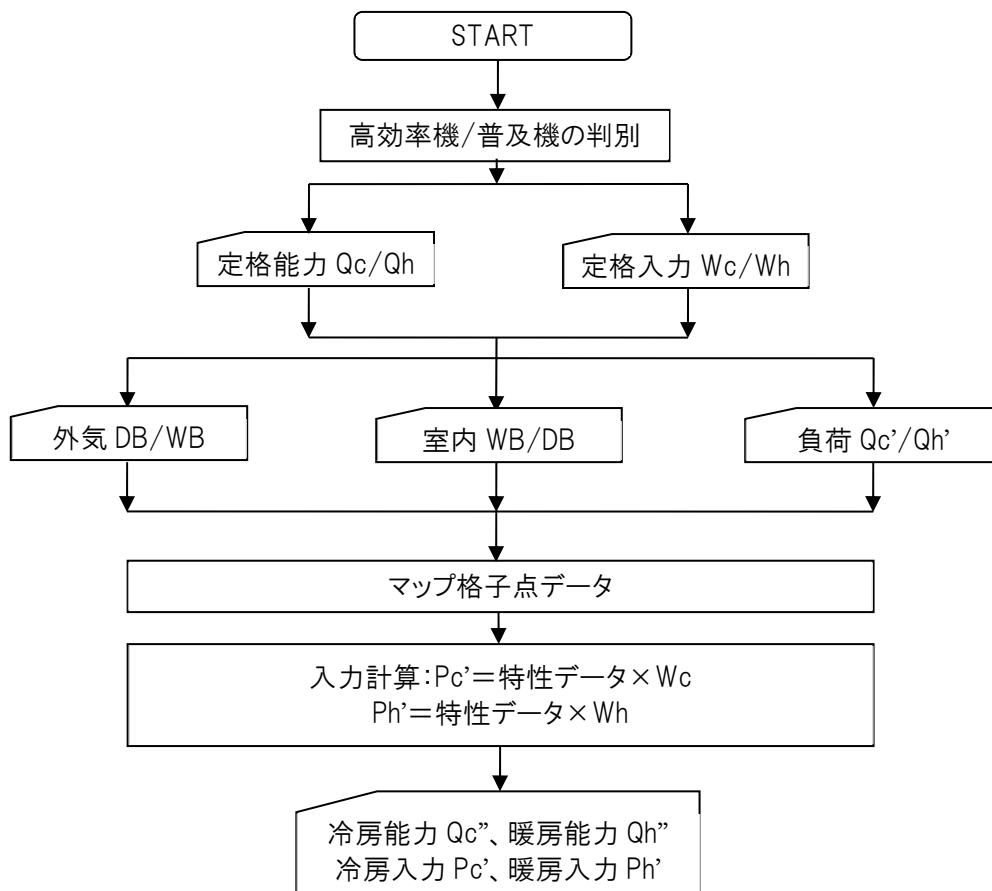 START
高効率機/普及機の判別
定格能力 Qc/Qh
定格入力 Wc/Wh
外気 DB/WB
室内 WB/DB
負荷 Qc’/Qh’
マップ格子点データ
入力計算:Pc’=特性データ×Wc
Ph’=特性データ×Wh
冷房能力 Qc”、暖房能力 Qh”
冷房入力 Pc’、暖房入力 Ph’